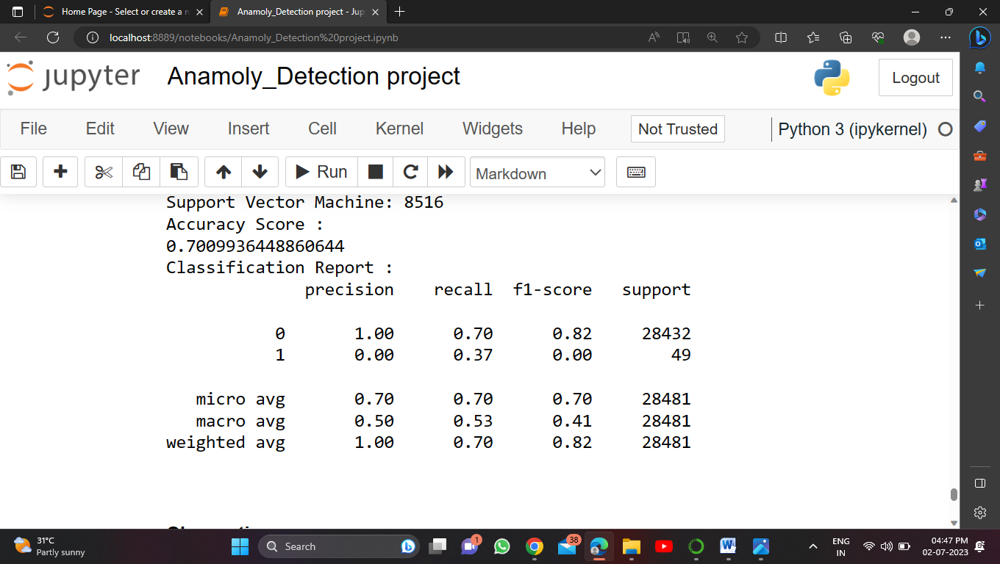 Home Page - Select or create a n
Anamoly_Detection project - Jup
localhost:8889/notebooks/Anamoly_Detection%20project.ipynb
jupyter
Anamoly_Detection project
Logout
File Edit View Insert Cell Kernel Widgets Help Not Trusted Python 3 (ipykernel)
Run Markdown
Support Vector Machine: 8516
Accuracy Score :
0.7009936448860644
Classification Report :
precision recall f1-score support
0 1.00 0.70 0.82 28432
1 0.00 0.37 0.00 49
micro avg 0.70 0.70 0.70 28481
macro avg 0.50 0.53 0.41 28481
weighted avg 1.00 0.70 0.82 28481
31°C
Partly sunny
Search
1
38
ENG
IN
04:47 PM
02-07-2023